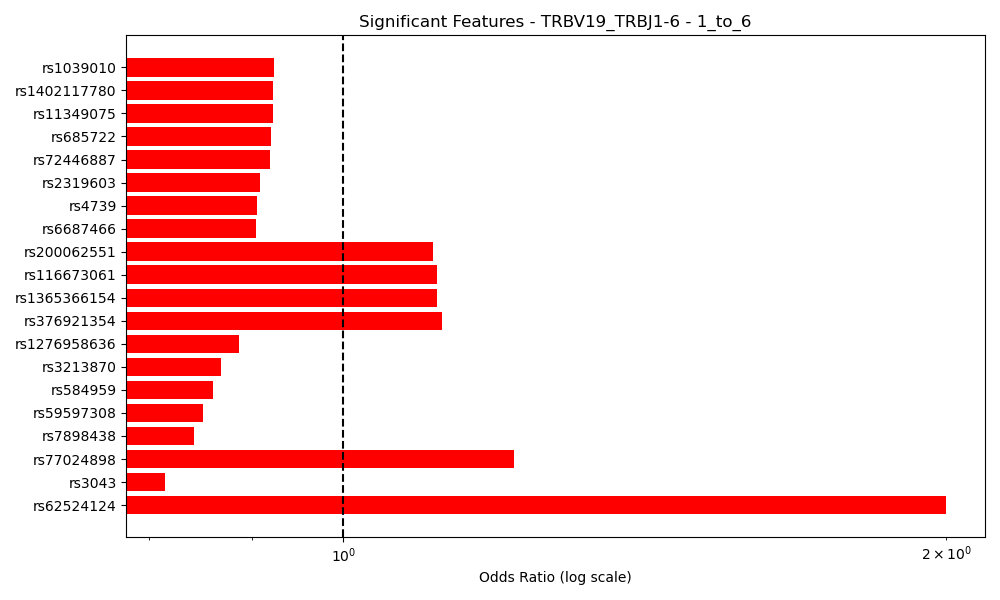 Significant Features - TRBV19_TRBJ1-6 - 1_to_6
rs1039010
rs1402117780
rs11349075
rs685722
rs72446887
rs2319603
rs4739
rs6687466
rs200062551
rs116673061
rs1365366154
rs376921354
rs1276958636
rs3213870
rs584959
rs59597308
rs7898438
rs77024898
rs3043
rs62524124
10⁰ 2 × 10⁰
Odds Ratio (log scale)